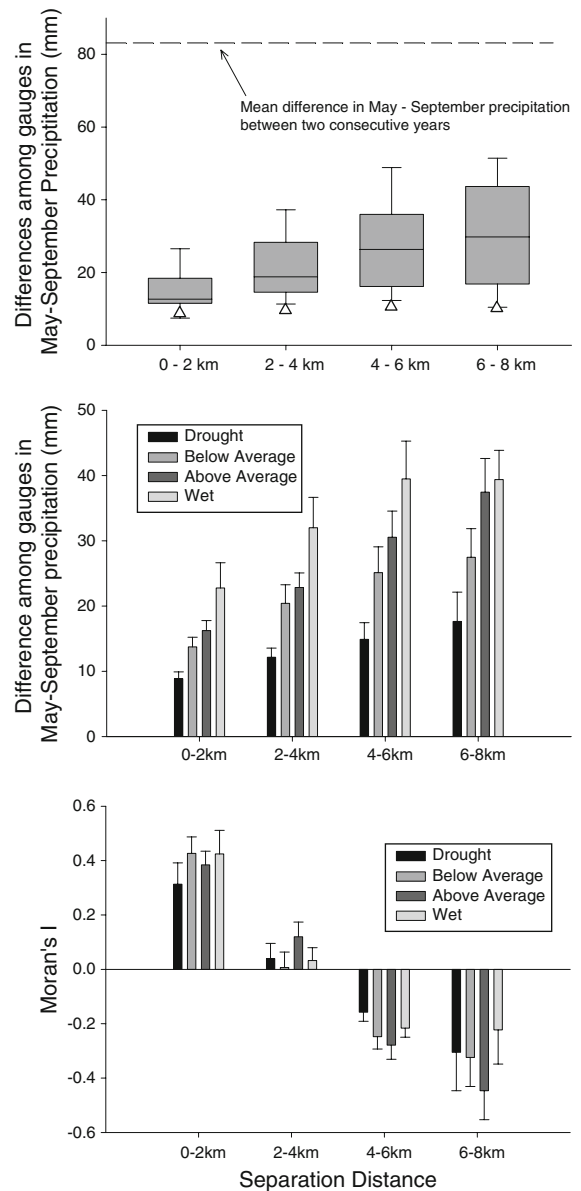 Differences among gauges in
May-September Preciptitation (mm)
80
60
40
20
0
Mean difference in May - September precipitation
between two consecutive years
0 - 2 km
2 - 4 km
4 - 6 km
6 - 8 km
Difference among gauges in
May-September precipitation (mm)
50
40
30
20
10
0
Drought
Below Average
Above Average
Wet
0-2km
2-4km
4-6km
6-8km
Moran's I
0.6
0.4
0.2
0.0
-0.2
-0.4
-0.6
Drought
Below Average
Above Average
Wet
0-2km
2-4km
4-6km
6-8km
Separation Distance